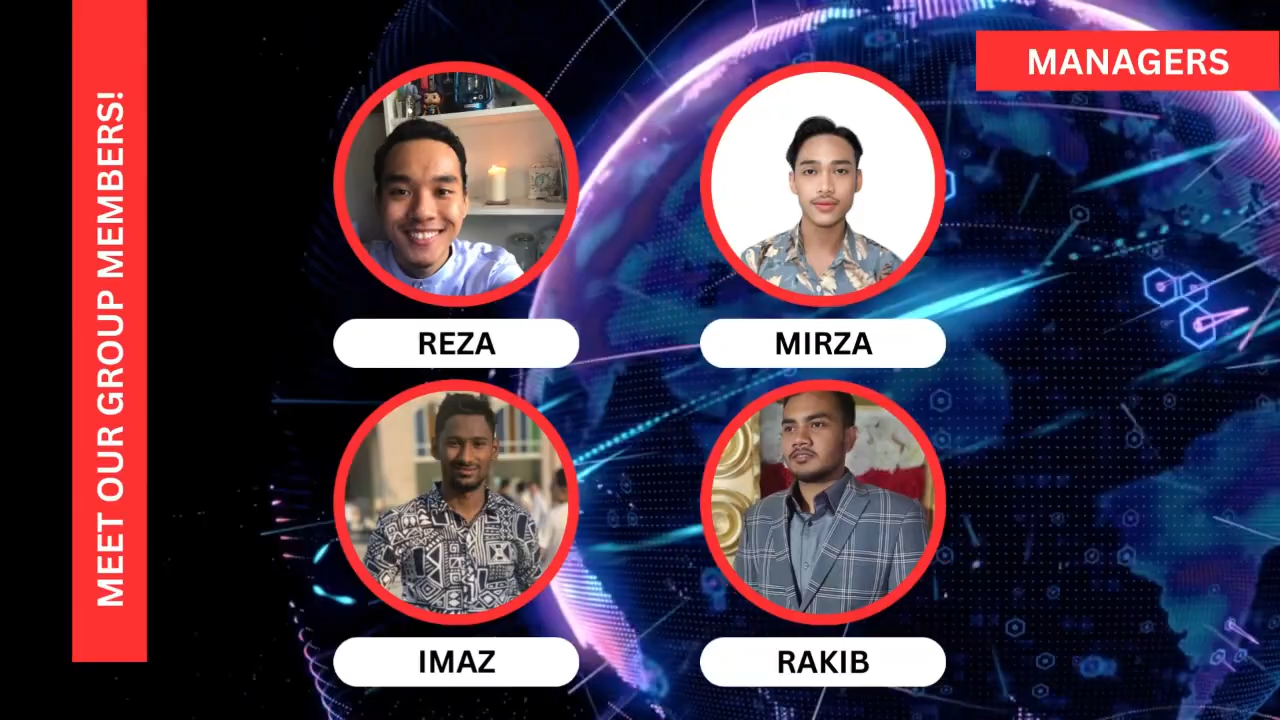 MEET OUR GROUP MEMBERS!
MANAGERS
REZA
MIRZA
IMAZ
RAKIB